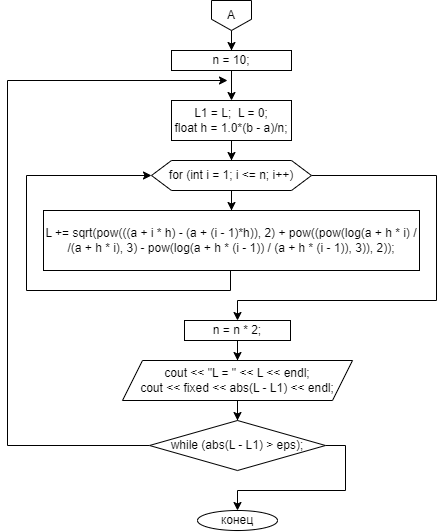 A
n = 10;
L1 = L; L = 0;
float h = 1.0*(b - a)/n;
for (int i = 1; i <= n; i++)
L += sqrt(pow(((a + i * h) - (a + (i - 1)*h)), 2) + pow((pow(log(a + h * i) /
/(a + h * i), 3) - pow(log(a + h * (i - 1)) / (a + h * (i - 1)), 3)), 2));
n = n * 2;
cout << "L = " << L << endl;
cout << fixed << abs(L - L1) << endl;
while (abs(L - L1) > eps);
конец